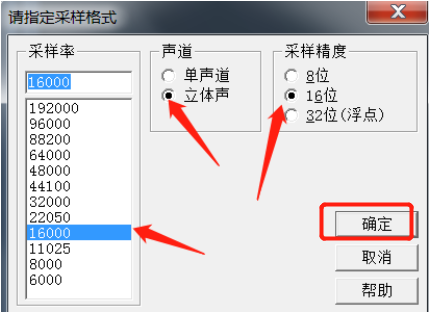 请指定采样格式
采样率
16000
192000
96000
88200
64000
48000
44100
32000
22050
16000
11025
8000
6000
声道
单声道
立体声
采样精度
8位
16位
32位(浮点)
确定
取消
帮助